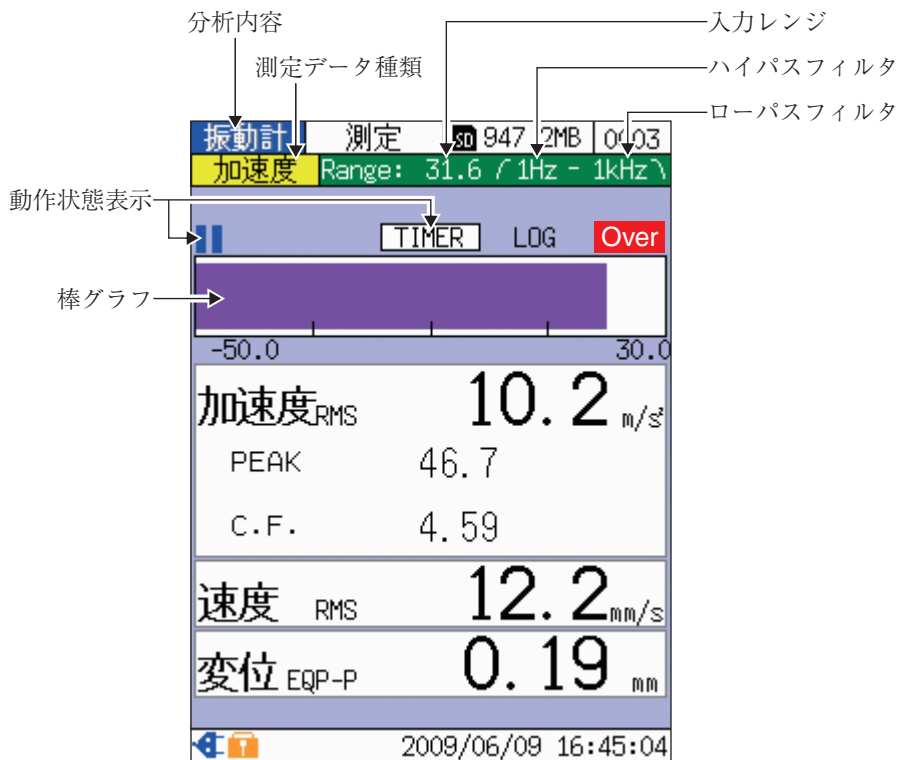 分析内容
入力レンジ
測定データ種類
ハイパスフィルタ
ローパスフィルタ
振動計 測定 SD 947.2MB 0003
加速度 Range: 31.6 ( 1Hz - 1kHz )
動作状態表示
TIMER LOG Over
棒グラフ
-50.0 30.0
加速度RMS 10.2 m/s²
PEAK 46.7
C.F. 4.59
速度 RMS 12.2 mm/s
変位 EQP-P 0.19 mm
2009/06/09 16:45:04